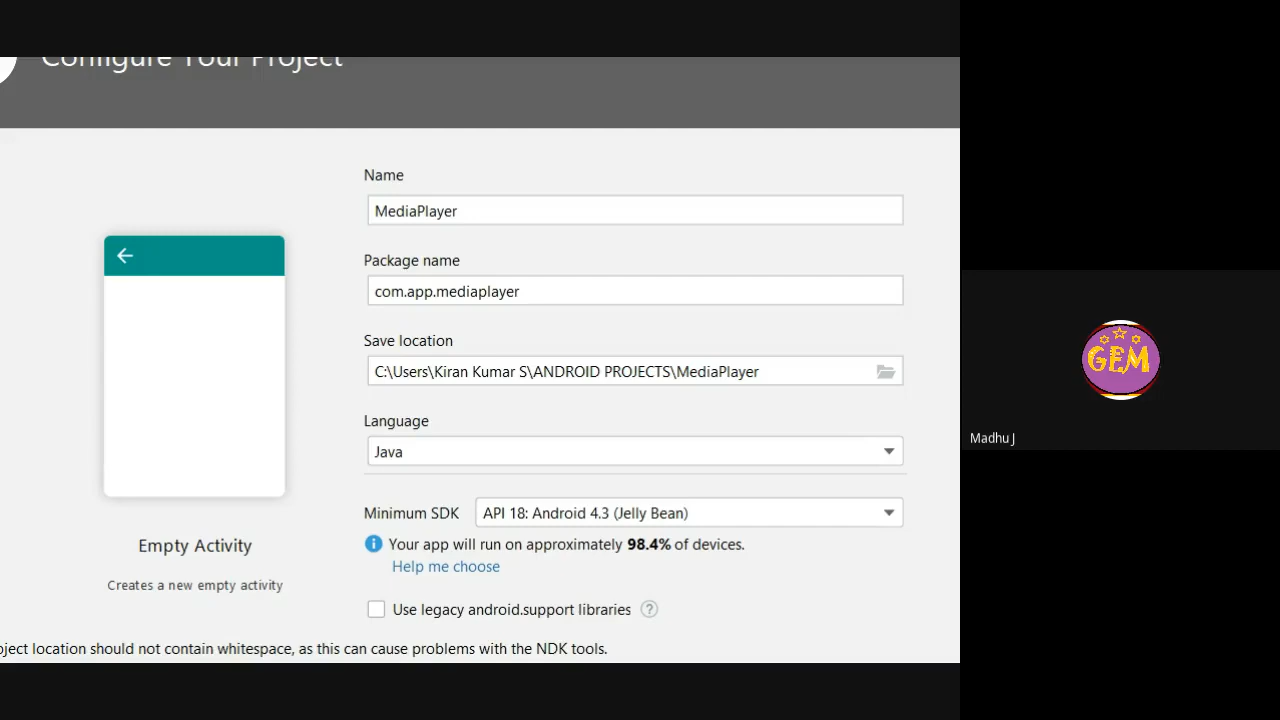 Configure Your Project
Name
MediaPlayer
Package name
com.app.mediaplayer
Save location
C:\Users\Kiran Kumar S\ANDROID PROJECTS\MediaPlayer
Language
Java
Minimum SDK
API 18: Android 4.3 (Jelly Bean)
Your app will run on approximately 98.4% of devices.
Help me choose
Use legacy android.support libraries ?
Empty Activity
Creates a new empty activity
oject location should not contain whitespace, as this can cause problems with the NDK tools.
GEM
Madhu J